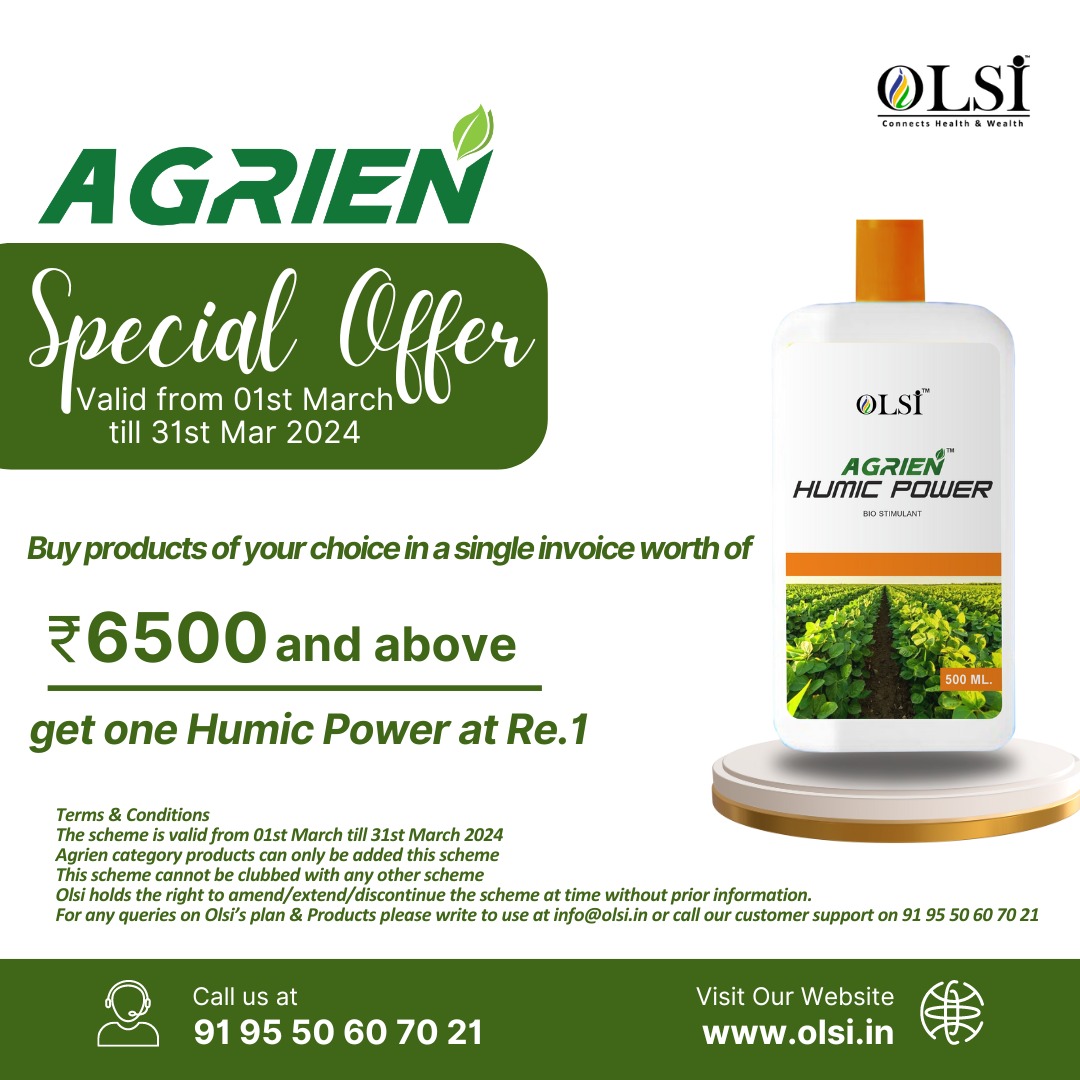 OLSi™
Connects Health & Wealth
AGRIEN
Special Offer
Valid from 01st March
till 31st Mar 2024
OLSi™
AGRIEN™
HUMIC POWER
BIO STIMULANT
500 ML.
Buy products of your choice in a single invoice worth of
₹6500 and above
get one Humic Power at Re.1
Terms & Conditions
The scheme is valid from 01st March till 31st March 2024
Agrien category products can only be added this scheme
This scheme cannot be clubbed with any other scheme
Olsi holds the right to amend/extend/discontinue the scheme at time without prior information.
For any queries on Olsi's plan & Products please write to use at info@olsi.in or call our customer support on 91 95 50 60 70 21
Call us at
91 95 50 60 70 21
Visit Our Website
www.olsi.in